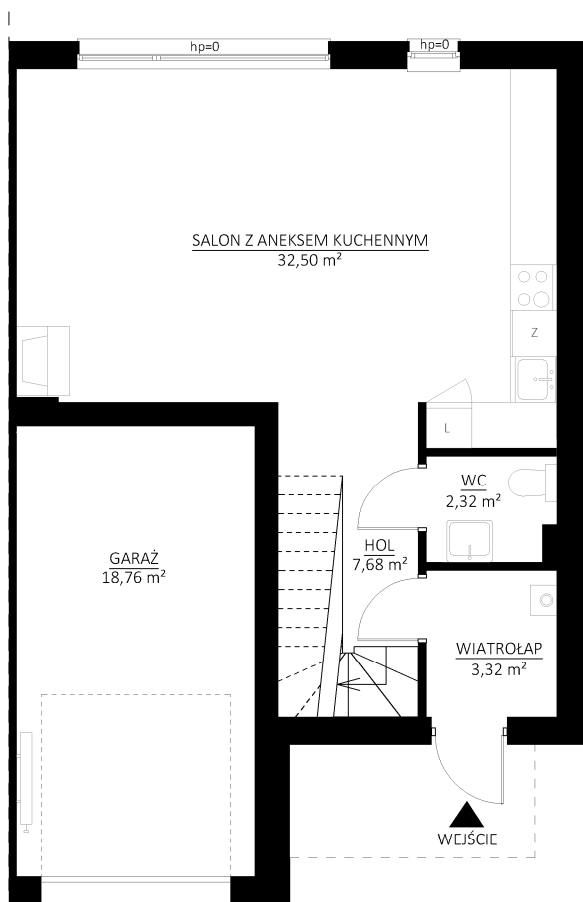 hp=0
hp=0
SALON Z ANEKSEM KUCHENNYM
32,50 m²
Z
L
WC
2,32 m²
HOL
7,68 m²
GARAŻ
18,76 m²
WIATROŁAP
3,32 m²
WEJŚCIE